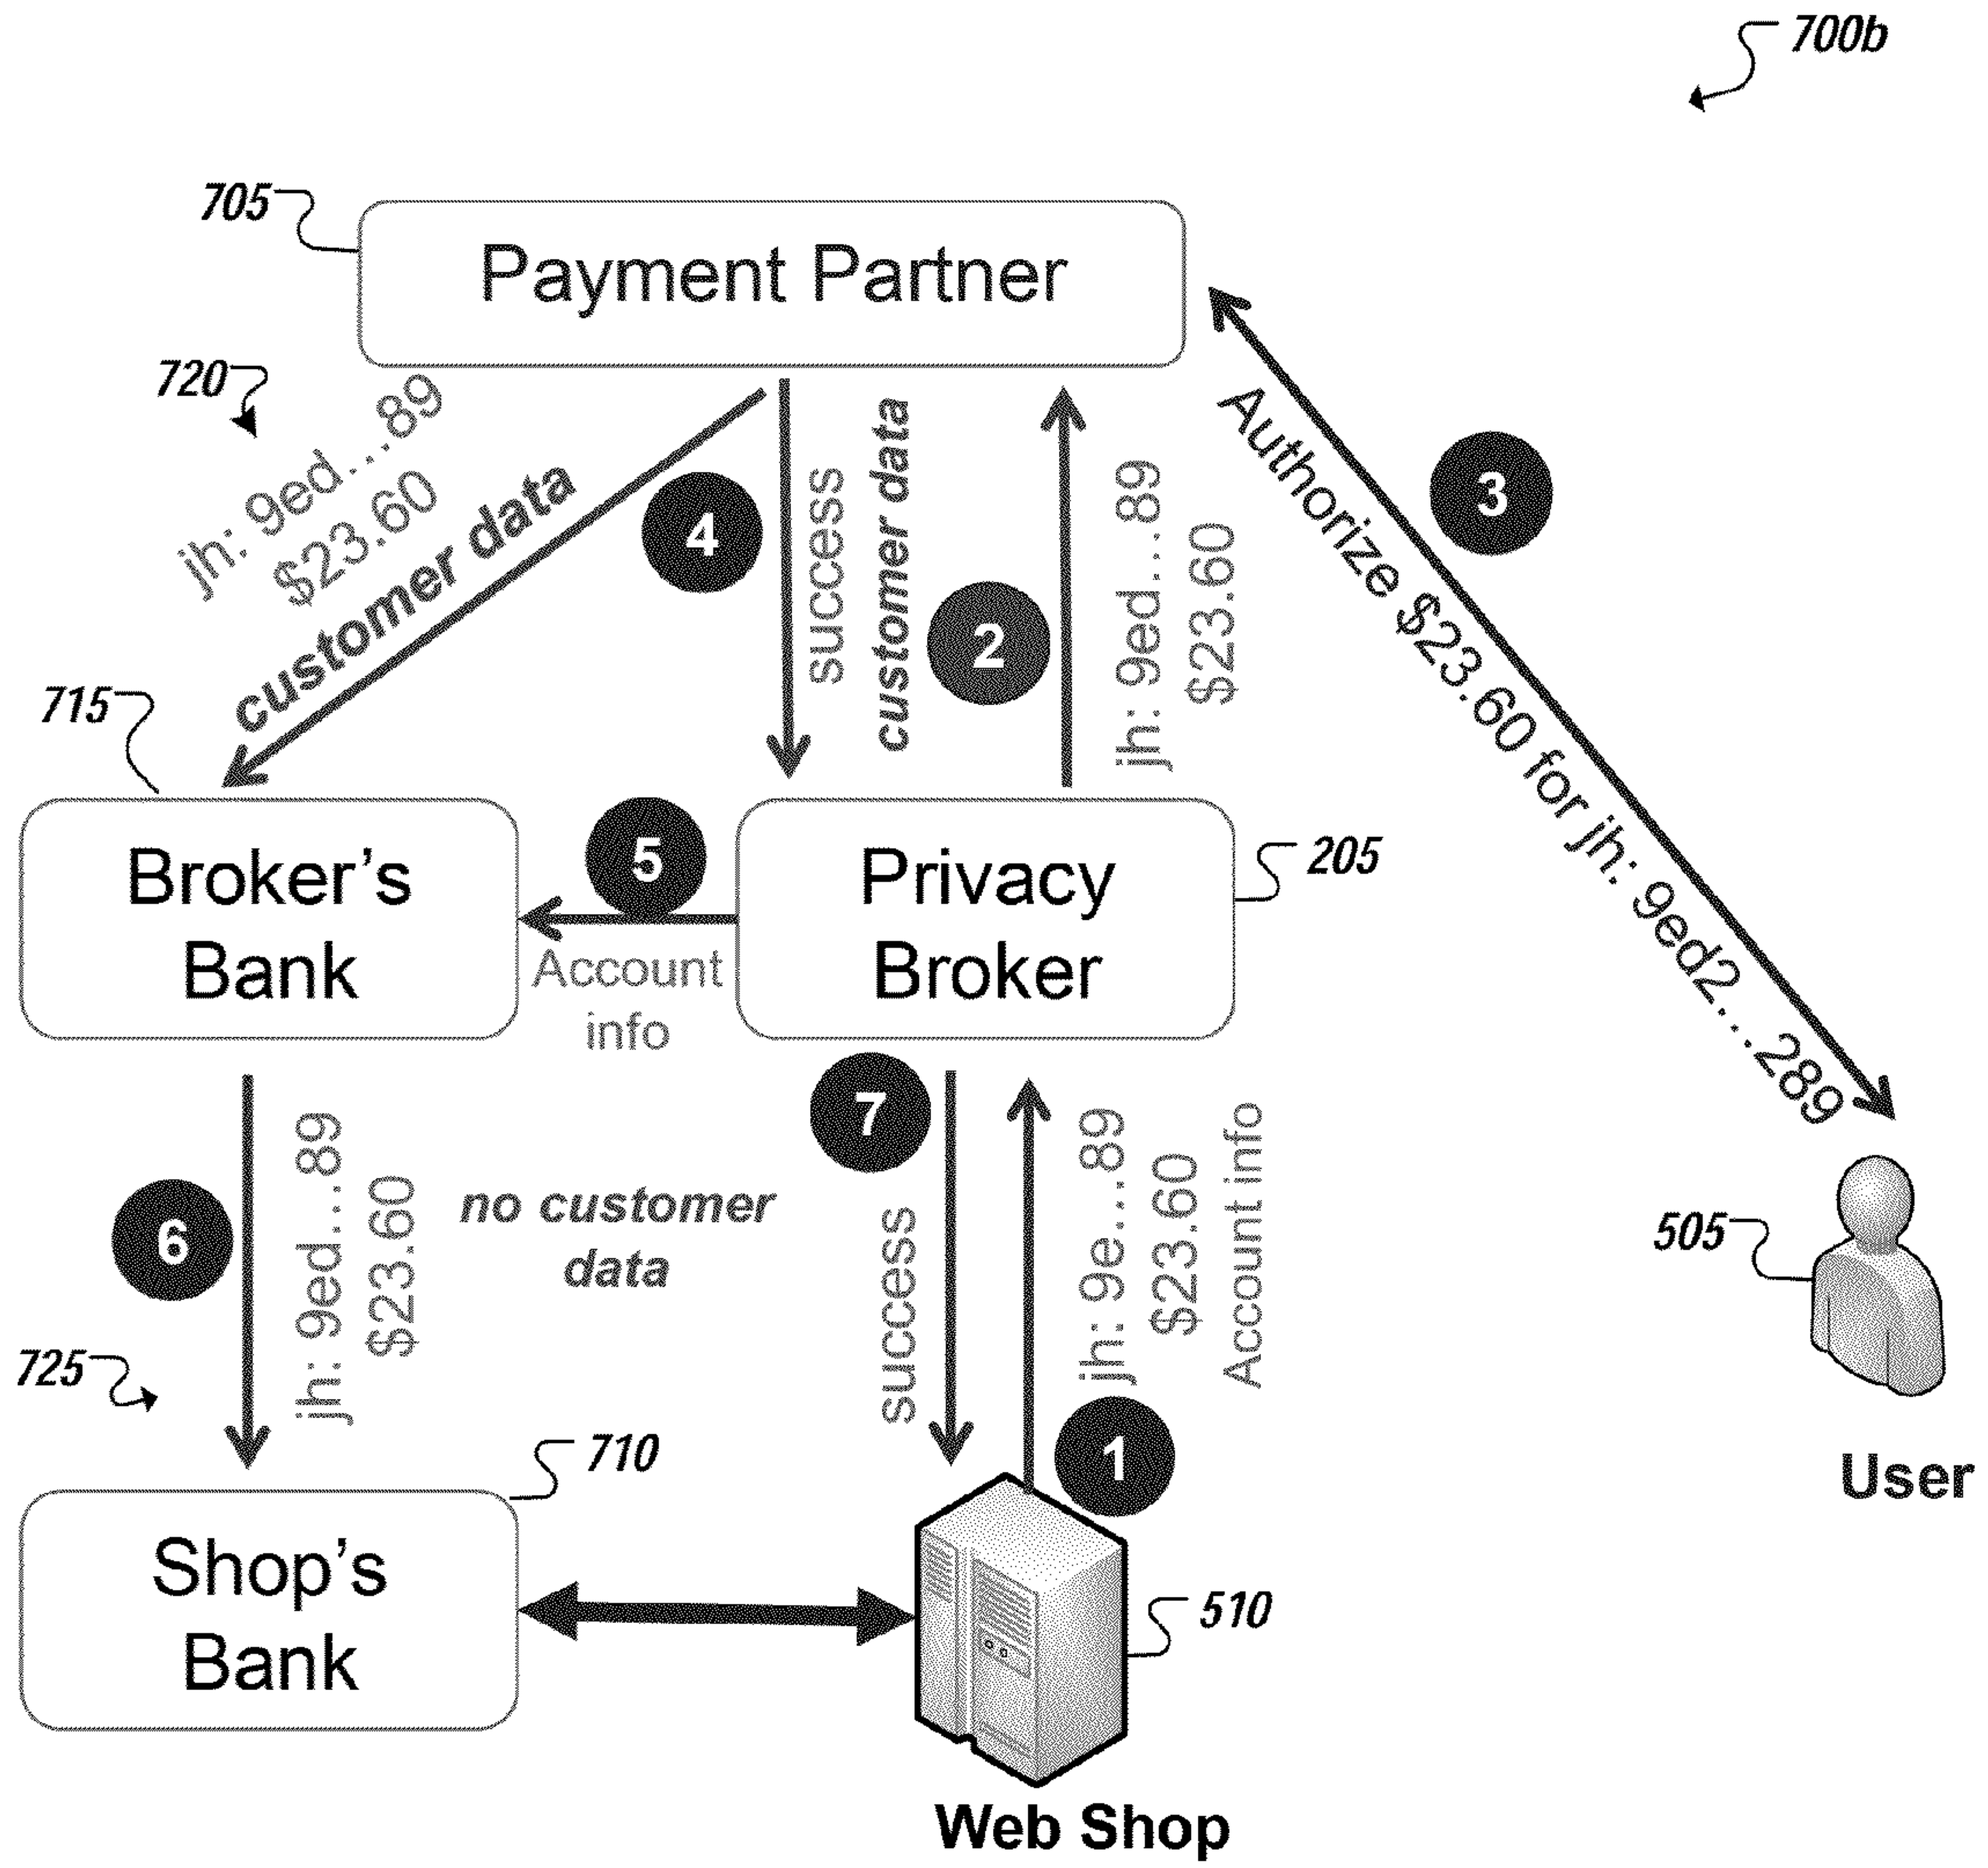 700b
705
Payment Partner
720
jh: 9ed...89
$23.60
customer data
4
success
customer data
2
jh: 9ed...89
$23.60
3
Authorize $23.60 for jh: 9ed2....289
715
Broker's
Bank
5
Account
info
Privacy
Broker
205
6
jh: 9ed...89
$23.60
no customer
data
7
success
jh: 9e...89
$23.60
Account info
1
505
User
725
710
Shop's
Bank
510
Web Shop